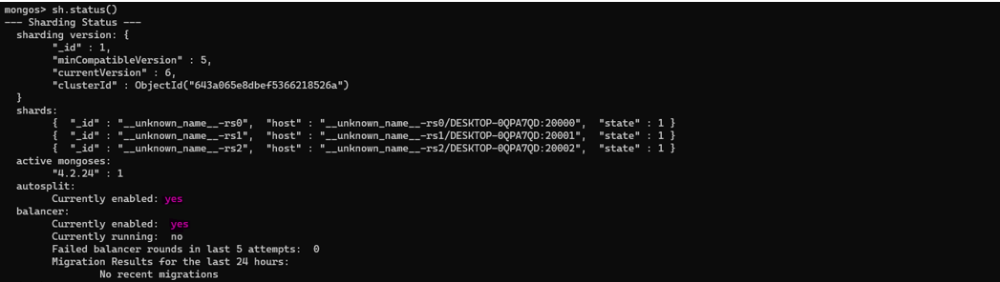 mongos> sh.status()
--- Sharding Status ---
  sharding version: {
        "_id" : 1,
        "minCompatibleVersion" : 5,
        "currentVersion" : 6,
        "clusterId" : ObjectId("643a065e8dbef5366218526a")
  }
  shards:
        {  "_id" : "__unknown_name__-rs0",  "host" : "__unknown_name__-rs0/DESKTOP-0QPA7QD:20000",  "state" : 1 }
        {  "_id" : "__unknown_name__-rs1",  "host" : "__unknown_name__-rs1/DESKTOP-0QPA7QD:20001",  "state" : 1 }
        {  "_id" : "__unknown_name__-rs2",  "host" : "__unknown_name__-rs2/DESKTOP-0QPA7QD:20002",  "state" : 1 }
  active mongoses:
        "4.2.24" : 1
  autosplit:
        Currently enabled: yes
  balancer:
        Currently enabled:  yes
        Currently running:  no
        Failed balancer rounds in last 5 attempts:  0
        Migration Results for the last 24 hours:
                No recent migrations